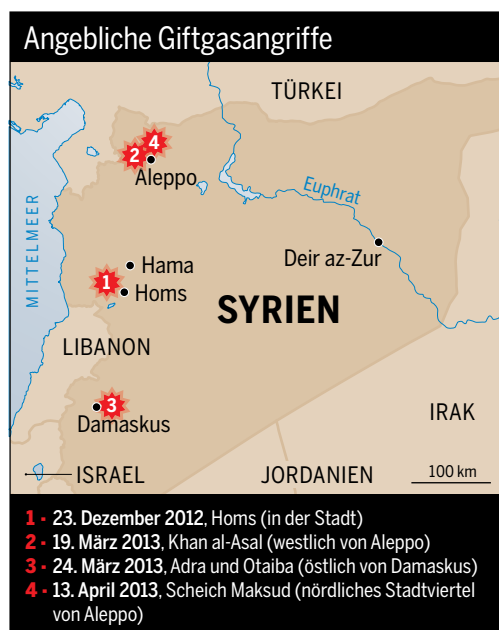 Angebliche Giftgasangriffe
TÜRKEI
4
2
Aleppo
Euphrat
MITTELMEER
Deir az-Zur
Hama
1
Homs
SYRIEN
LIBANON
3
Damaskus
IRAK
ISRAEL
JORDANIEN
100 km
1 · 23. Dezember 2012, Homs (in der Stadt)
2 · 19. März 2013, Khan al-Asal (westlich von Aleppo)
3 · 24. März 2013, Adra und Otaiba (östlich von Damaskus)
4 · 13. April 2013, Scheich Maksud (nördliches Stadtviertel
von Aleppo)